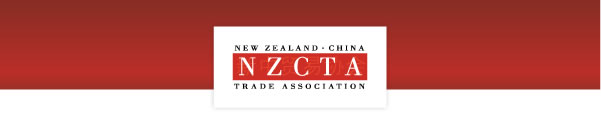 NEW ZEALAND · CHINA
NZCTA
TRADE ASSOCIATION